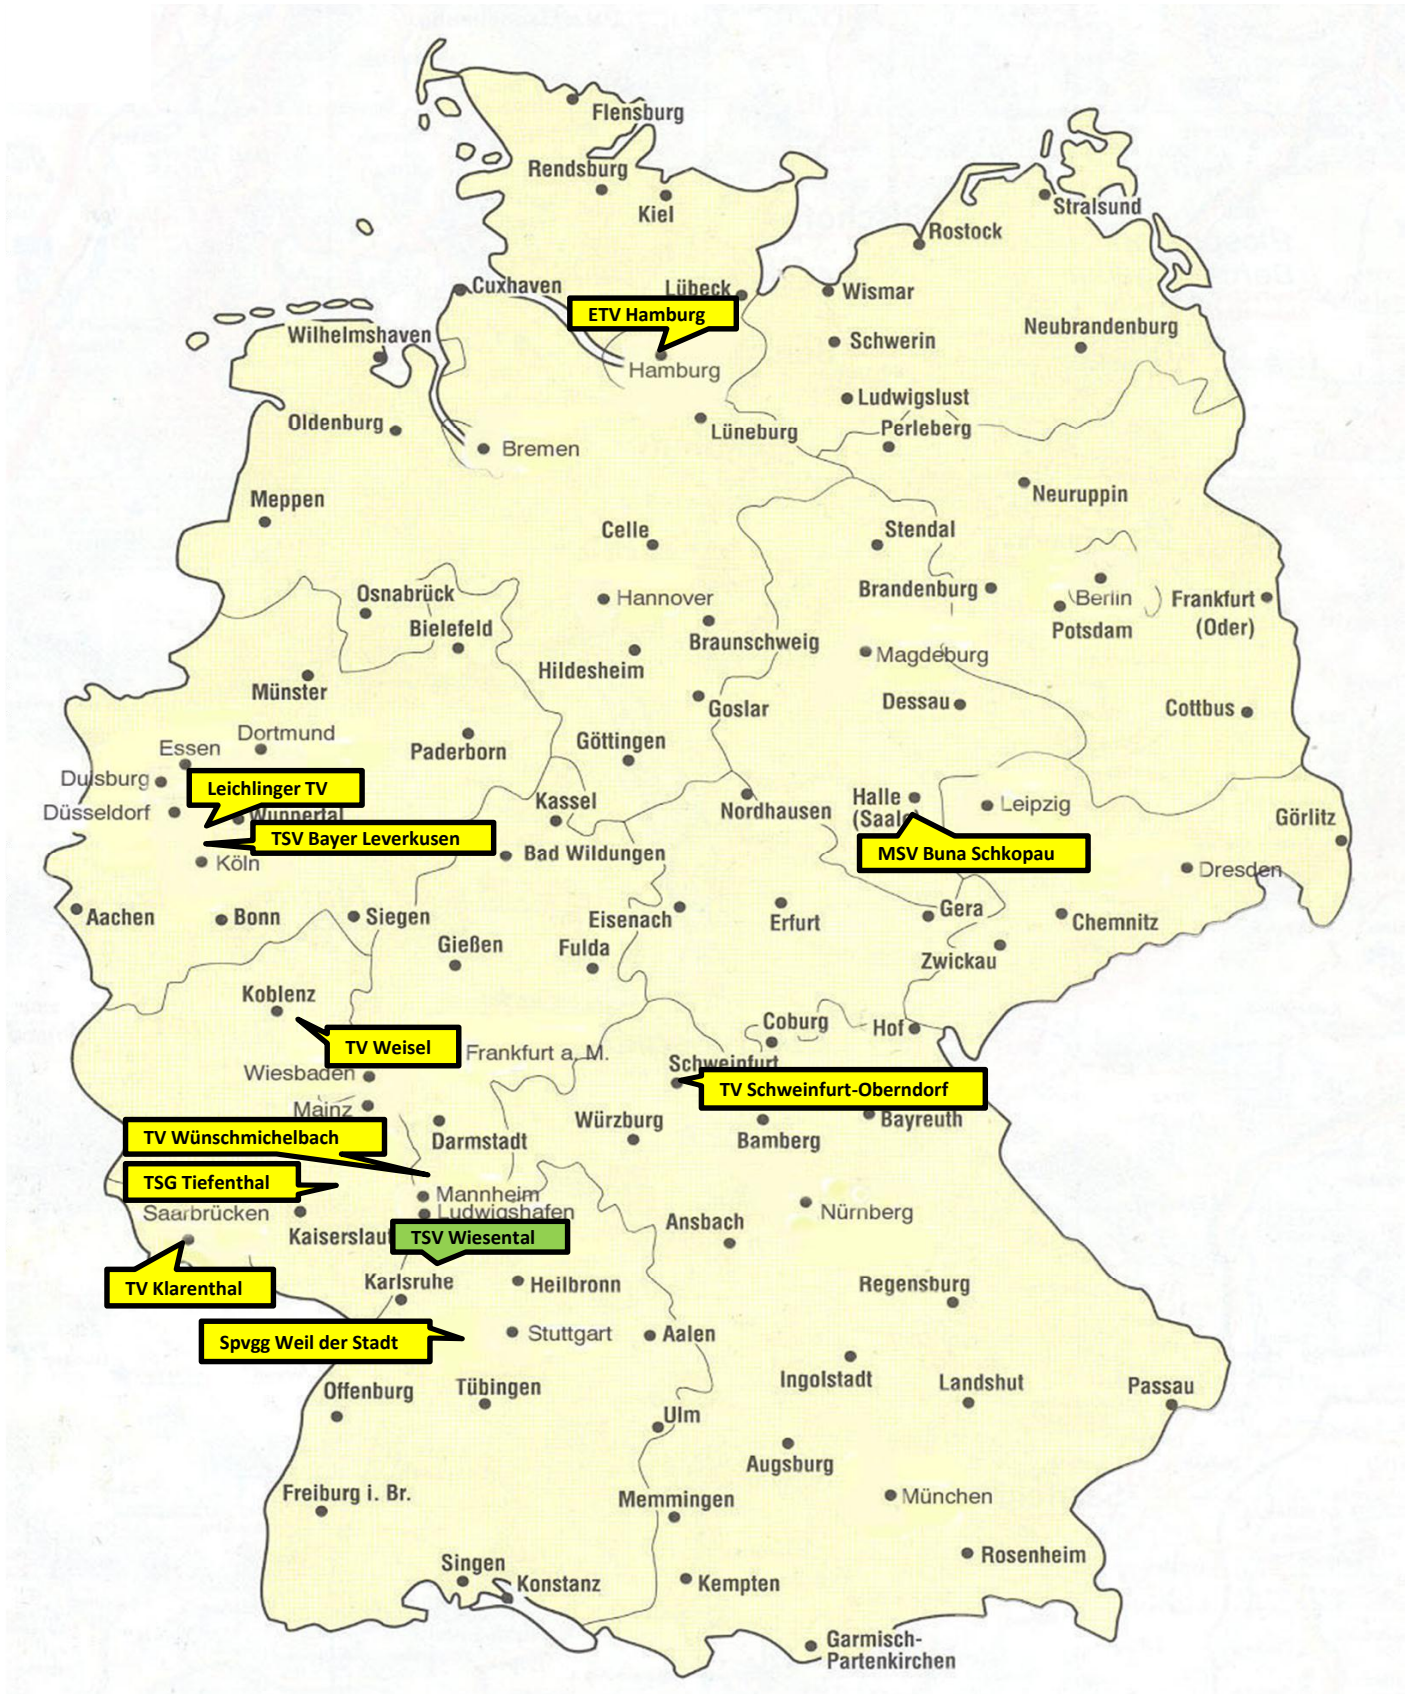 Flensburg
Rendsburg
Kiel
Stralsund
Rostock
Cuxhaven
Lübeck
Wismar
ETV Hamburg
Wilhelmshaven
Schwerin
Neubrandenburg
Hamburg
Ludwigslust
Oldenburg
Lüneburg
Perleberg
Bremen
Meppen
Neuruppin
Celle
Stendal
Osnabrück
Hannover
Brandenburg
Berlin
Frankfurt
(Oder)
Bielefeld
Braunschweig
Potsdam
Hildesheim
Magdeburg
Münster
Goslar
Dessau
Cottbus
Dortmund
Essen
Paderborn
Göttingen
Duisburg
Leichlinger TV
Düsseldorf
Wuppertal
Kassel
Nordhausen
Halle
(Saale)
Leipzig
Görlitz
TSV Bayer Leverkusen
Köln
Bad Wildungen
MSV Buna Schkopau
Dresden
Aachen
Bonn
Siegen
Eisenach
Erfurt
Gera
Chemnitz
Gießen
Fulda
Zwickau
Koblenz
Coburg
Hof
TV Weisel
Frankfurt a. M.
Schweinfurt
Wiesbaden
TV Schweinfurt-Oberndorf
Mainz
Würzburg
Bayreuth
TV Wünschmichelbach
Darmstadt
Bamberg
TSG Tiefenthal
Mannheim
Saarbrücken
Ludwigshafen
Ansbach
Nürnberg
Kaiserslaut
TSV Wiesental
TV Klarenthal
Karlsruhe
Heilbronn
Regensburg
Spvgg Weil der Stadt
Stuttgart
Aalen
Offenburg
Tübingen
Ingolstadt
Landshut
Passau
Ulm
Augsburg
Freiburg i. Br.
Memmingen
München
Singen
Konstanz
Kempten
Rosenheim
Garmisch-
Partenkirchen